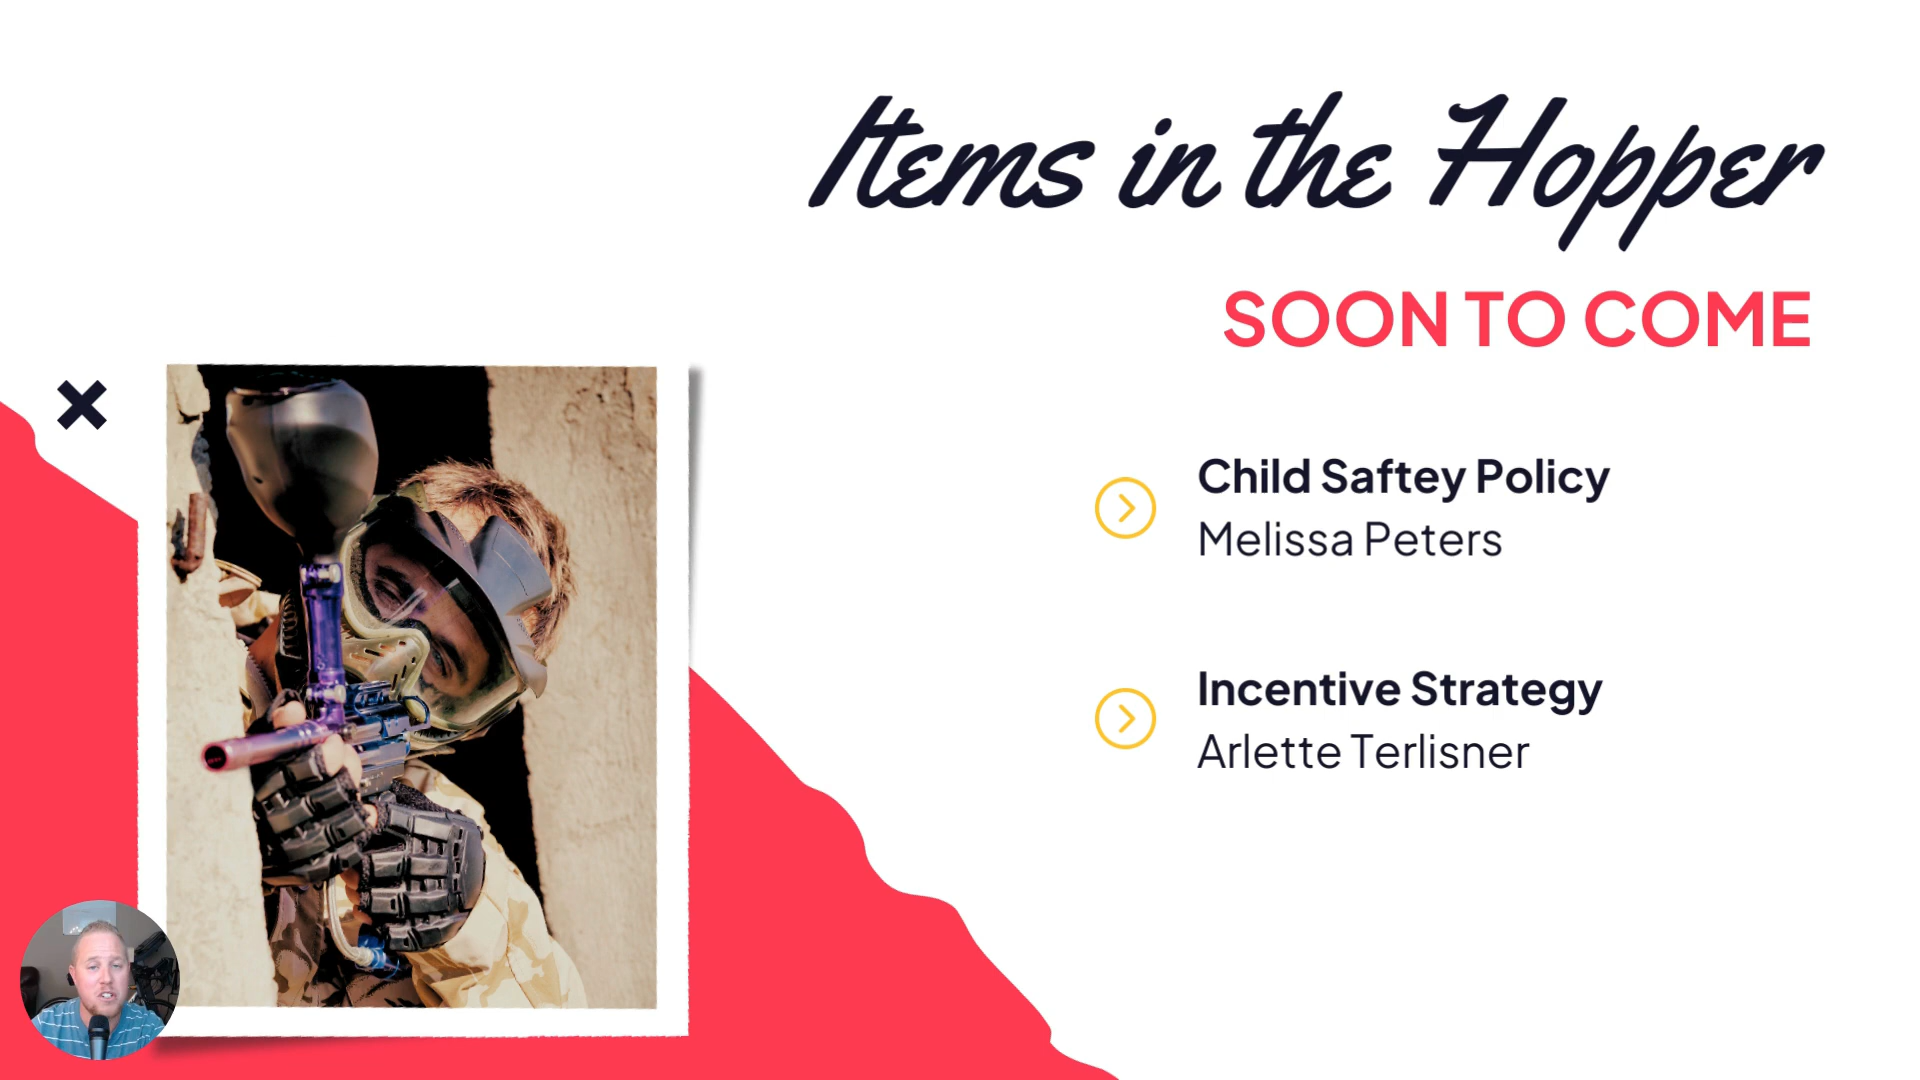 Items in the Hopper
SOON TO COME
Child Saftey Policy
Melissa Peters
Incentive Strategy
Arlette Terlisner